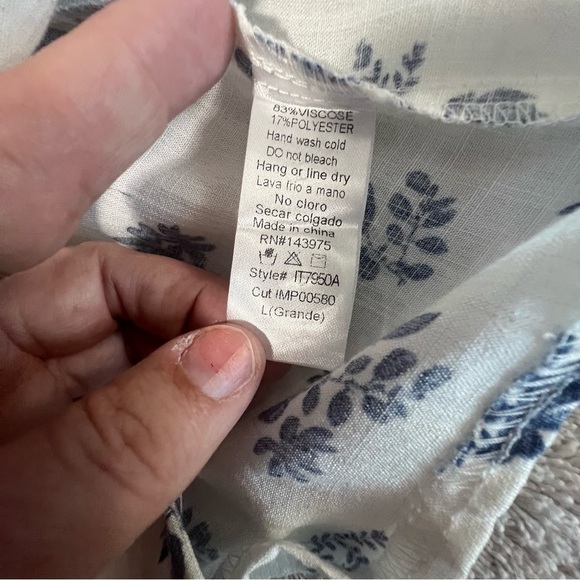 83%VISCOSE
17%POLYESTER
Hand wash cold
DO not bleach
Hang or line dry
Lava frio a mano
No cloro
Secar colgado
Made in china
RN#143975
Style# IT7950A
Cut #MP00580
L(Grande)